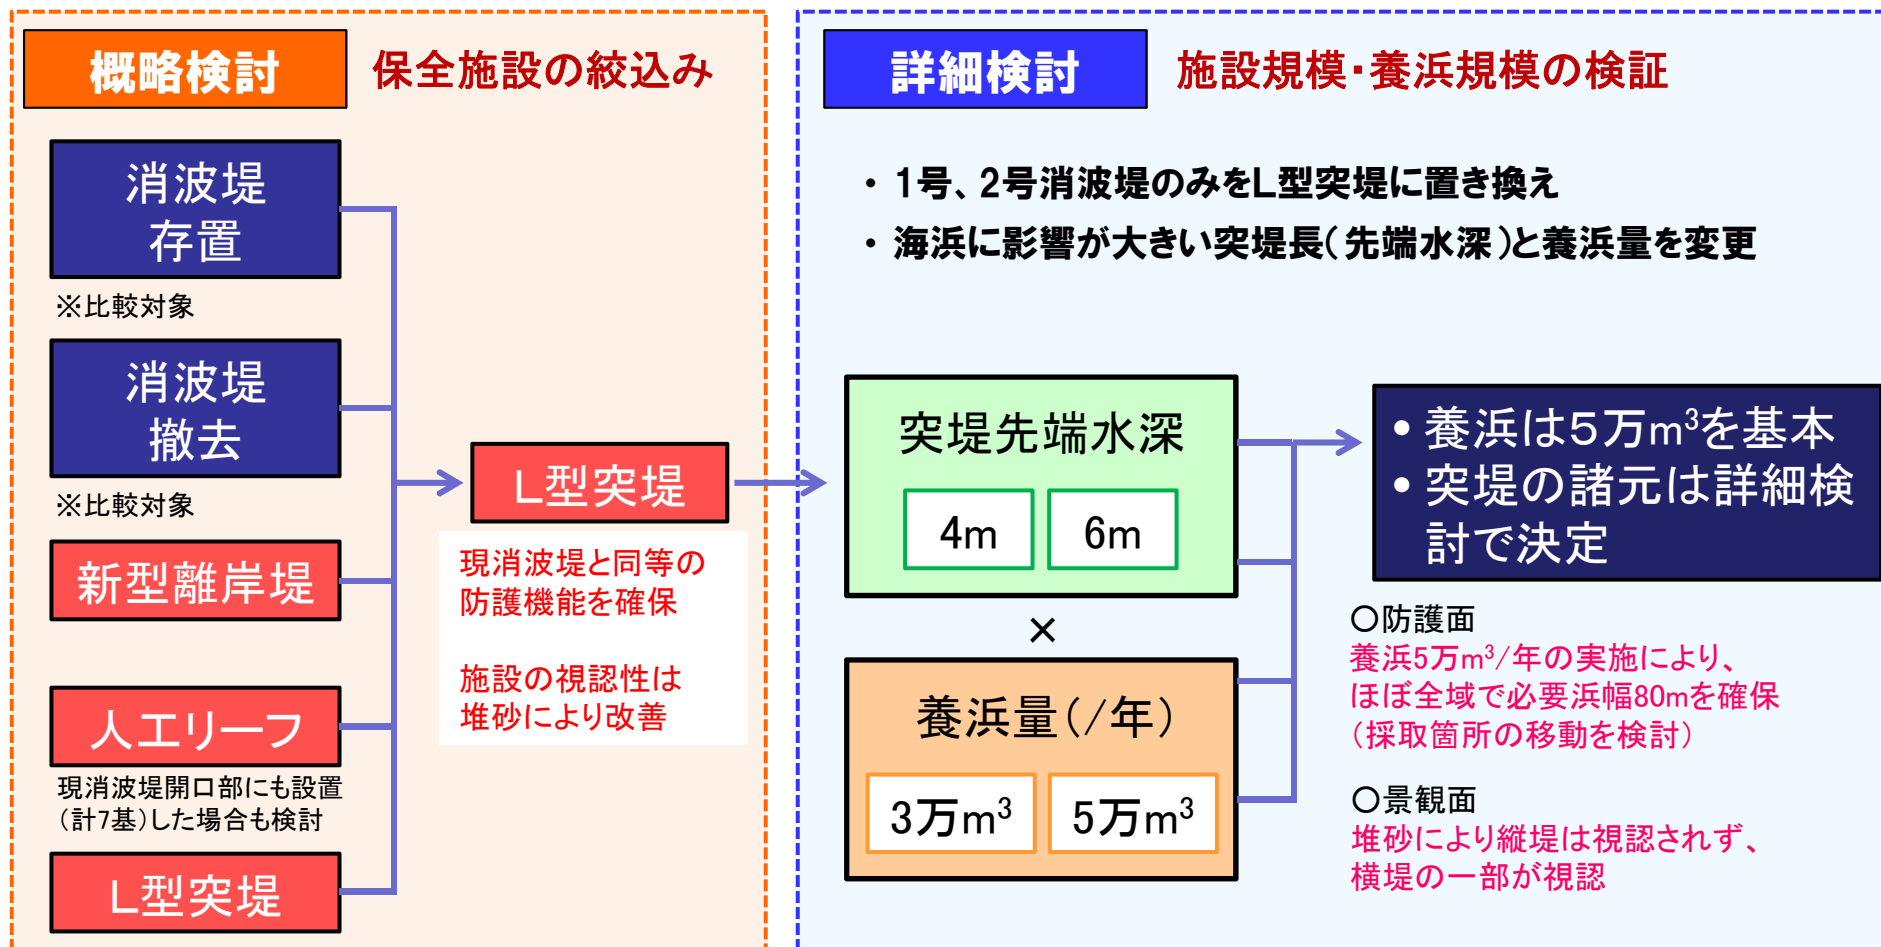 概略検討
保全施設の絞込み
消波堤
存置
※比較対象
消波堤
撤去
※比較対象
新型離岸堤
人工リーフ
現消波堤開口部にも設置
(計7基)した場合も検討
L型突堤
L型突堤
現消波堤と同等の
防護機能を確保
施設の視認性は
堆砂により改善
詳細検討
施設規模・養浜規模の検証
・ 1号、2号消波堤のみをL型突堤に置き換え
・ 海浜に影響が大きい突堤長(先端水深)と養浜量を変更
突堤先端水深
4m 6m
×
養浜量(/年)
3万m³ 5万m³
• 養浜は5万m³を基本
• 突堤の諸元は詳細検
討で決定
○防護面
養浜5万m³/年の実施により、
ほぼ全域で必要浜幅80mを確保
(採取箇所の移動を検討)
○景観面
堆砂により縦堤は視認されず、
横堤の一部が視認